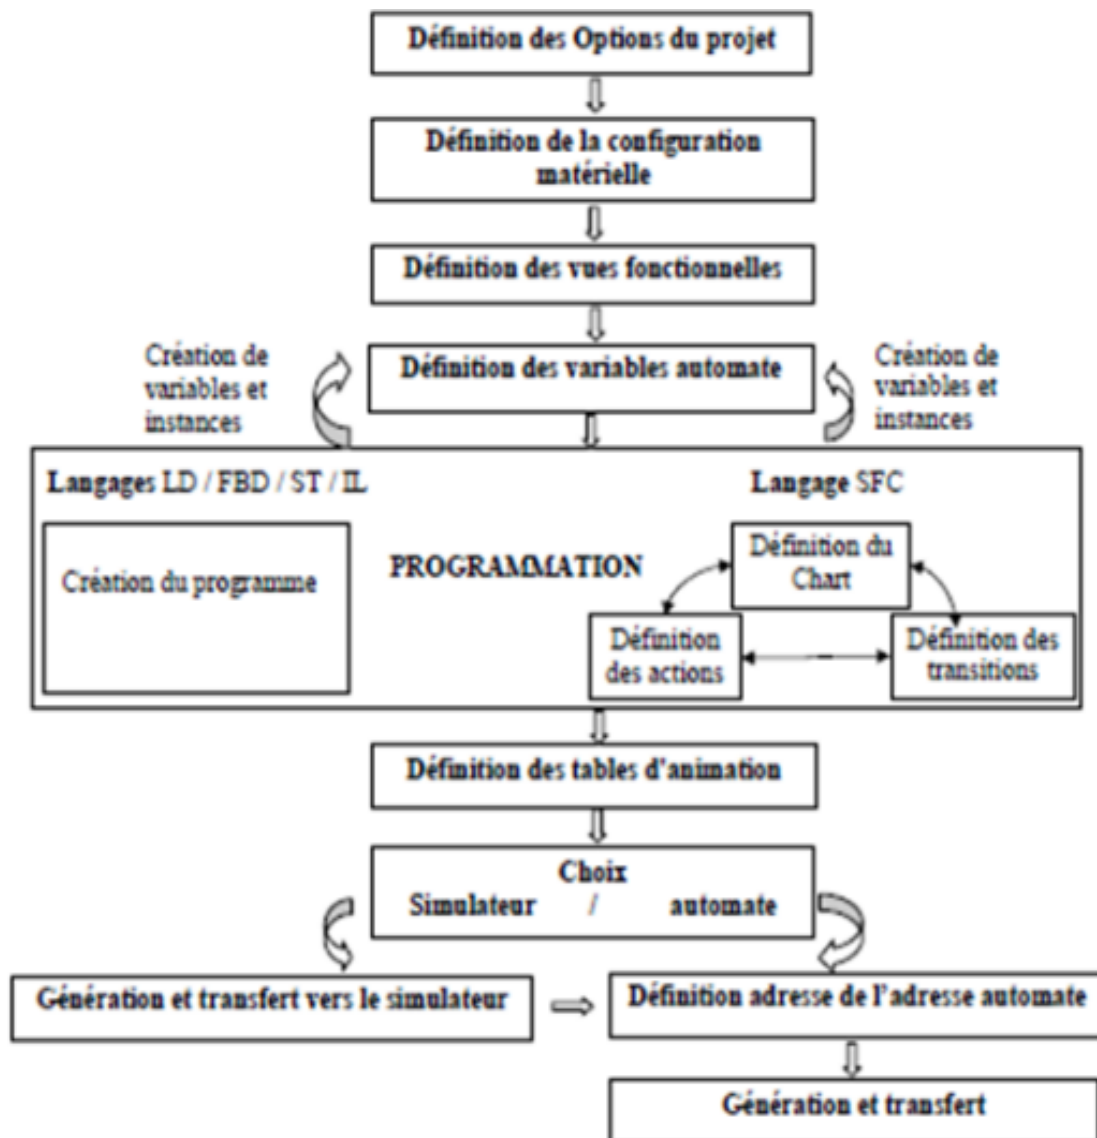 Définition des Options du projet
Définition de la configuration
matérielle
Définition des vues fonctionnelles
Définition des variables automate
Création de
variables et
instances
Création de
variables et
instances
Langages LD / FBD / ST / IL
Langage SFC
Création du programme
PROGRAMMATION
Définition du
Chart
Définition
des actions
Définition des
transitions
Définition des tables d'animation
Choix
Simulateur / automate
Génération et transfert vers le simulateur
Définition adresse de l'adresse automate
Génération et transfert